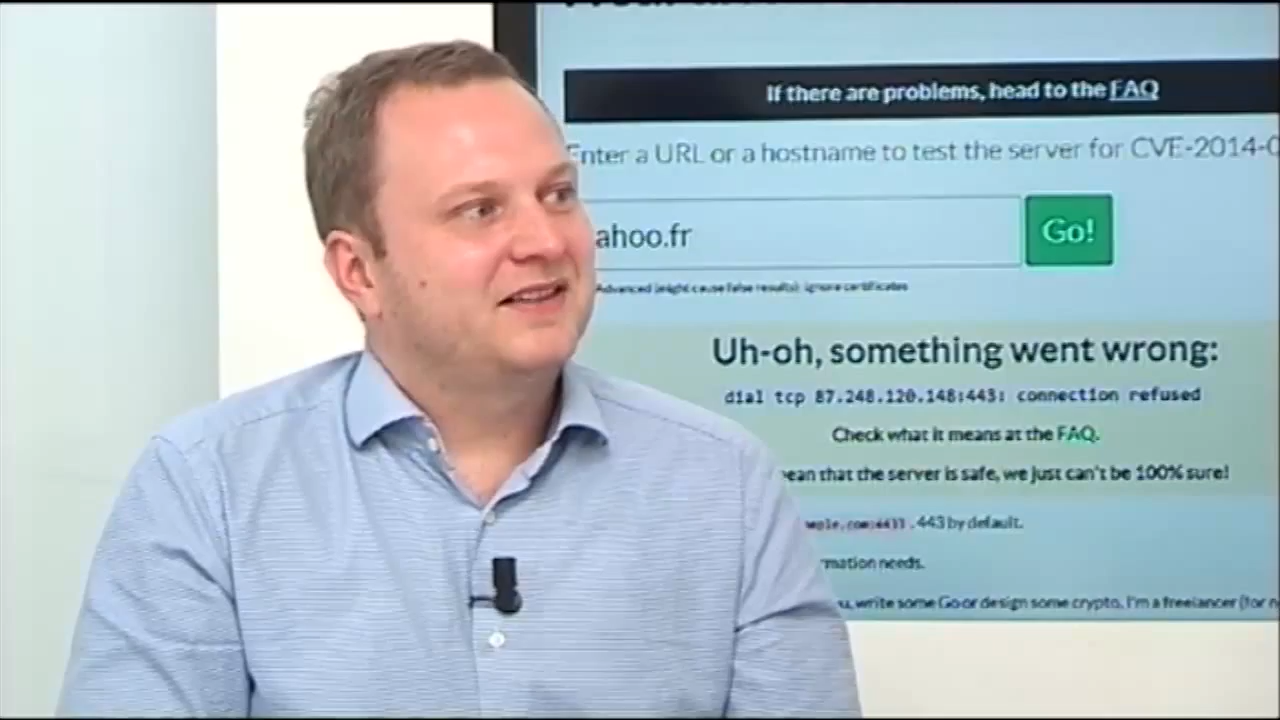 If there are problems, head to the FAQ
Enter a URL or a hostname to test the server for CVE-2014-0
ahoo.fr
Go!
Advanced (might cause false results): ignore certificates
Uh-oh, something went wrong:
dial tcp 87.248.120.148:443: connection refused
Check what it means at the FAQ.
ean that the server is safe, we just can't be 100% sure!
mple.com:4433 . 443 by default.
rmation needs.
u, write some Go or design some crypto, I'm a freelancer (for n